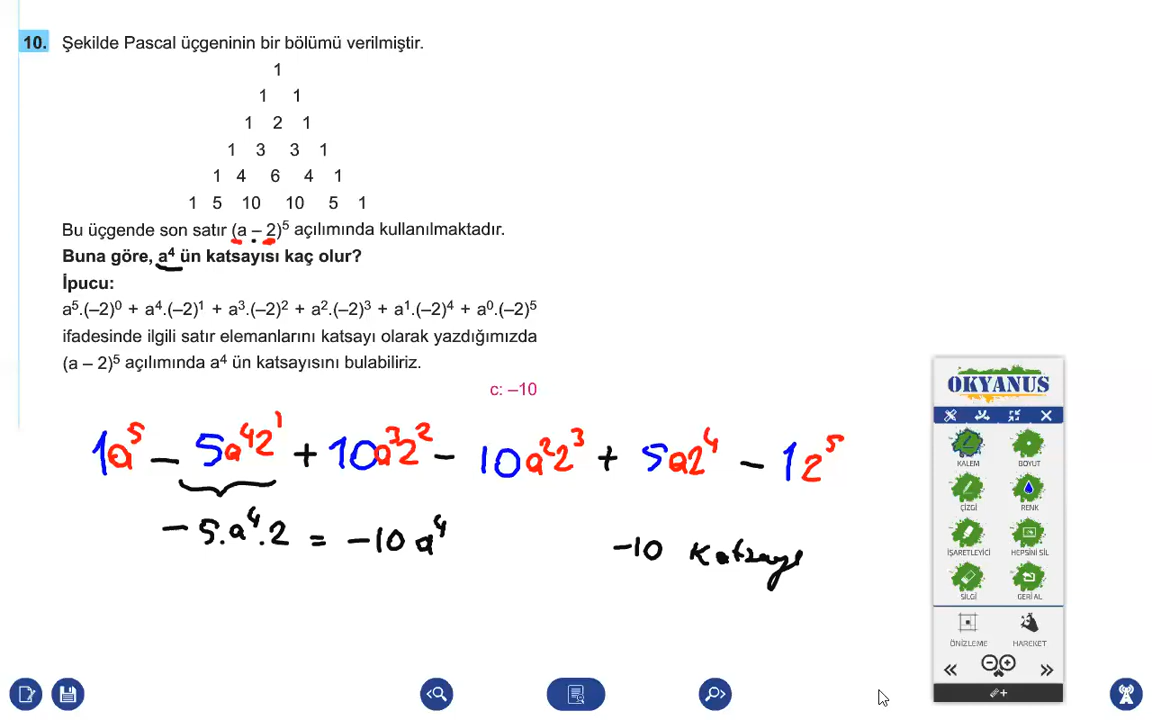 10. Şekilde Pascal üçgeninin bir bölümü verilmiştir.
1
1 1
1 2 1
1 3 3 1
1 4 6 4 1
1 5 10 10 5 1
Bu üçgende son satır (a – 2)⁵ açılımında kullanılmaktadır.
Buna göre, a⁴ ün katsayısı kaç olur?
İpucu:
a⁵.(–2)⁰ + a⁴.(–2)¹ + a³.(–2)² + a².(–2)³ + a¹.(–2)⁴ + a⁰.(–2)⁵
ifadesinde ilgili satır elemanlarını katsayı olarak yazdığımızda
(a – 2)⁵ açılımında a⁴ ün katsayısını bulabiliriz.
c: –10
1a⁵ – 5a⁴2¹ + 10a³2² – 10a²2³ + 5a2⁴ – 12⁵
–5.a⁴.2 = –10a⁴
–10 Katsayı
OKYANUS
KALEM BOYUT
ÇİZGİ RENK
İŞARETLEYİCİ HEPSİNİ SİL
SİLGİ GERİ AL
ÖNİZLEME HAREKET